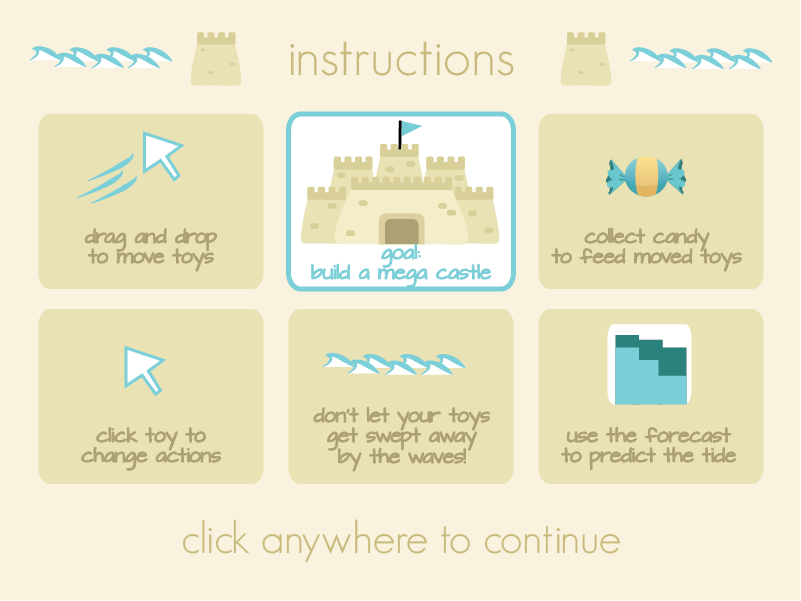 instructions
drag and drop
to move toys
goal:
build a mega castle
collect candy
to feed moved toys
click toy to
change actions
don't let your toys
get swept away
by the waves!
use the forecast
to predict the tide
click anywhere to continue